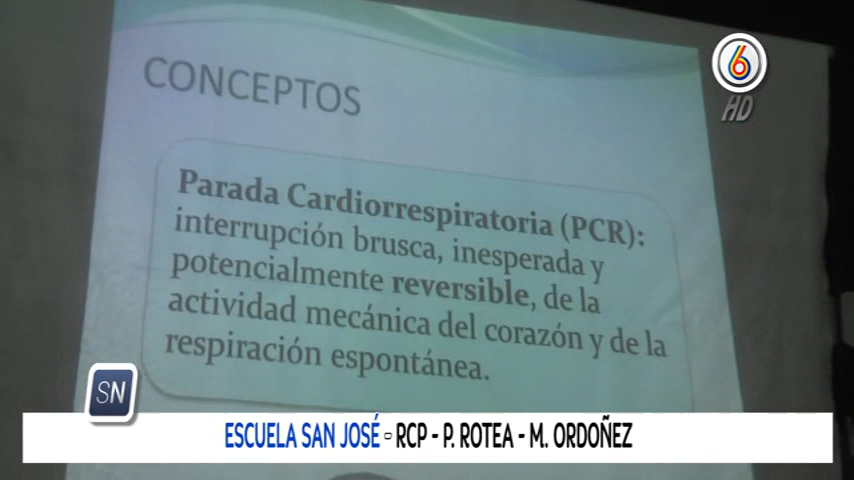 6
HD
CONCEPTOS
Parada Cardiorrespiratoria (PCR):
interrupción brusca, inesperada y
potencialmente reversible, de la
actividad mecánica del corazón y de la
respiración espontánea.
SN
ESCUELA SAN JOSÉ - RCP - P. ROTEA - M. ORDOÑEZ